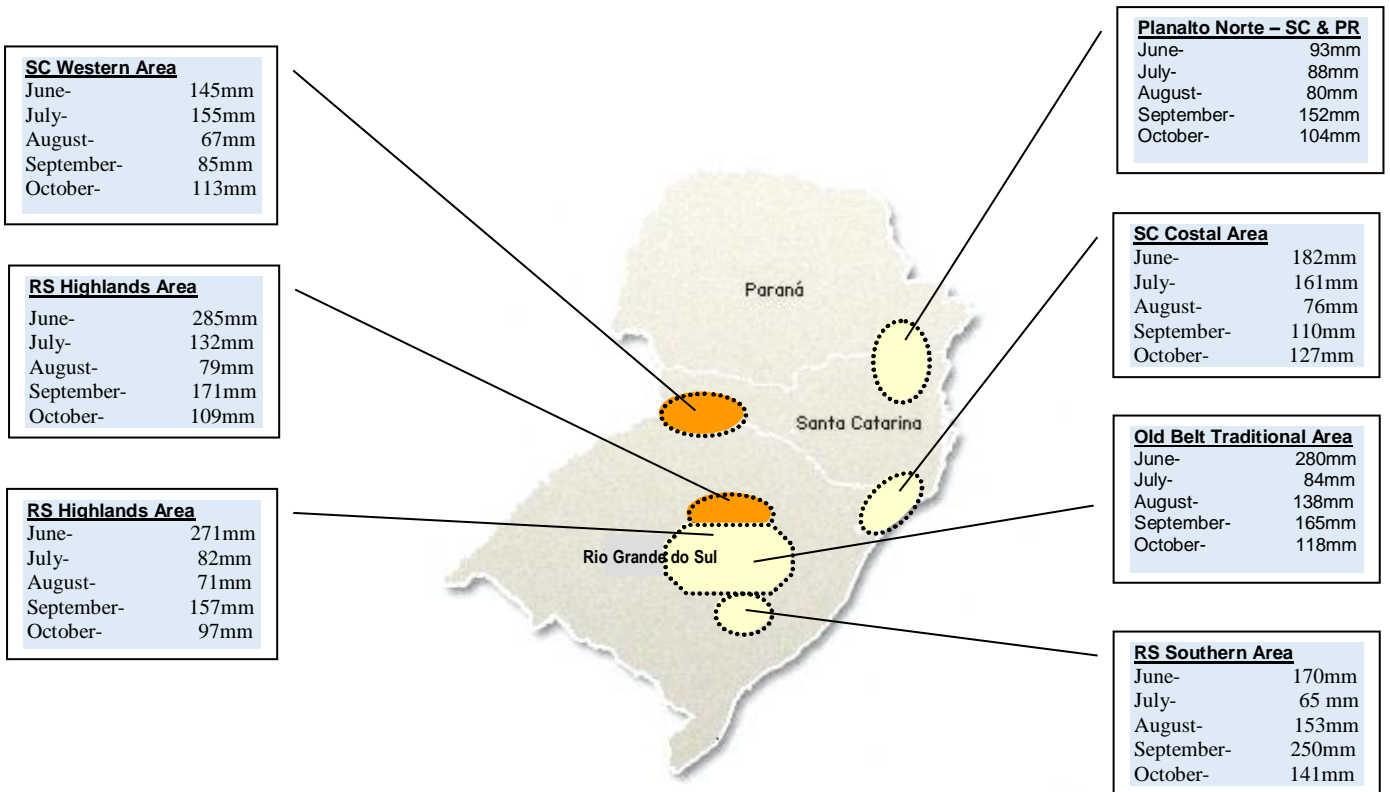 SC Western Area
June- 145mm
July- 155mm
August- 67mm
September- 85mm
October- 113mm
RS Highlands Area
June- 285mm
July- 132mm
August- 79mm
September- 171mm
October- 109mm
RS Highlands Area
June- 271mm
July- 82mm
August- 71mm
September- 157mm
October- 97mm
Paraná
Santa Catarina
Rio Grande do Sul
Planalto Norte – SC & PR
June- 93mm
July- 88mm
August- 80mm
September- 152mm
October- 104mm
SC Costal Area
June- 182mm
July- 161mm
August- 76mm
September- 110mm
October- 127mm
Old Belt Traditional Area
June- 280mm
July- 84mm
August- 138mm
September- 165mm
October- 118mm
RS Southern Area
June- 170mm
July- 65 mm
August- 153mm
September- 250mm
October- 141mm